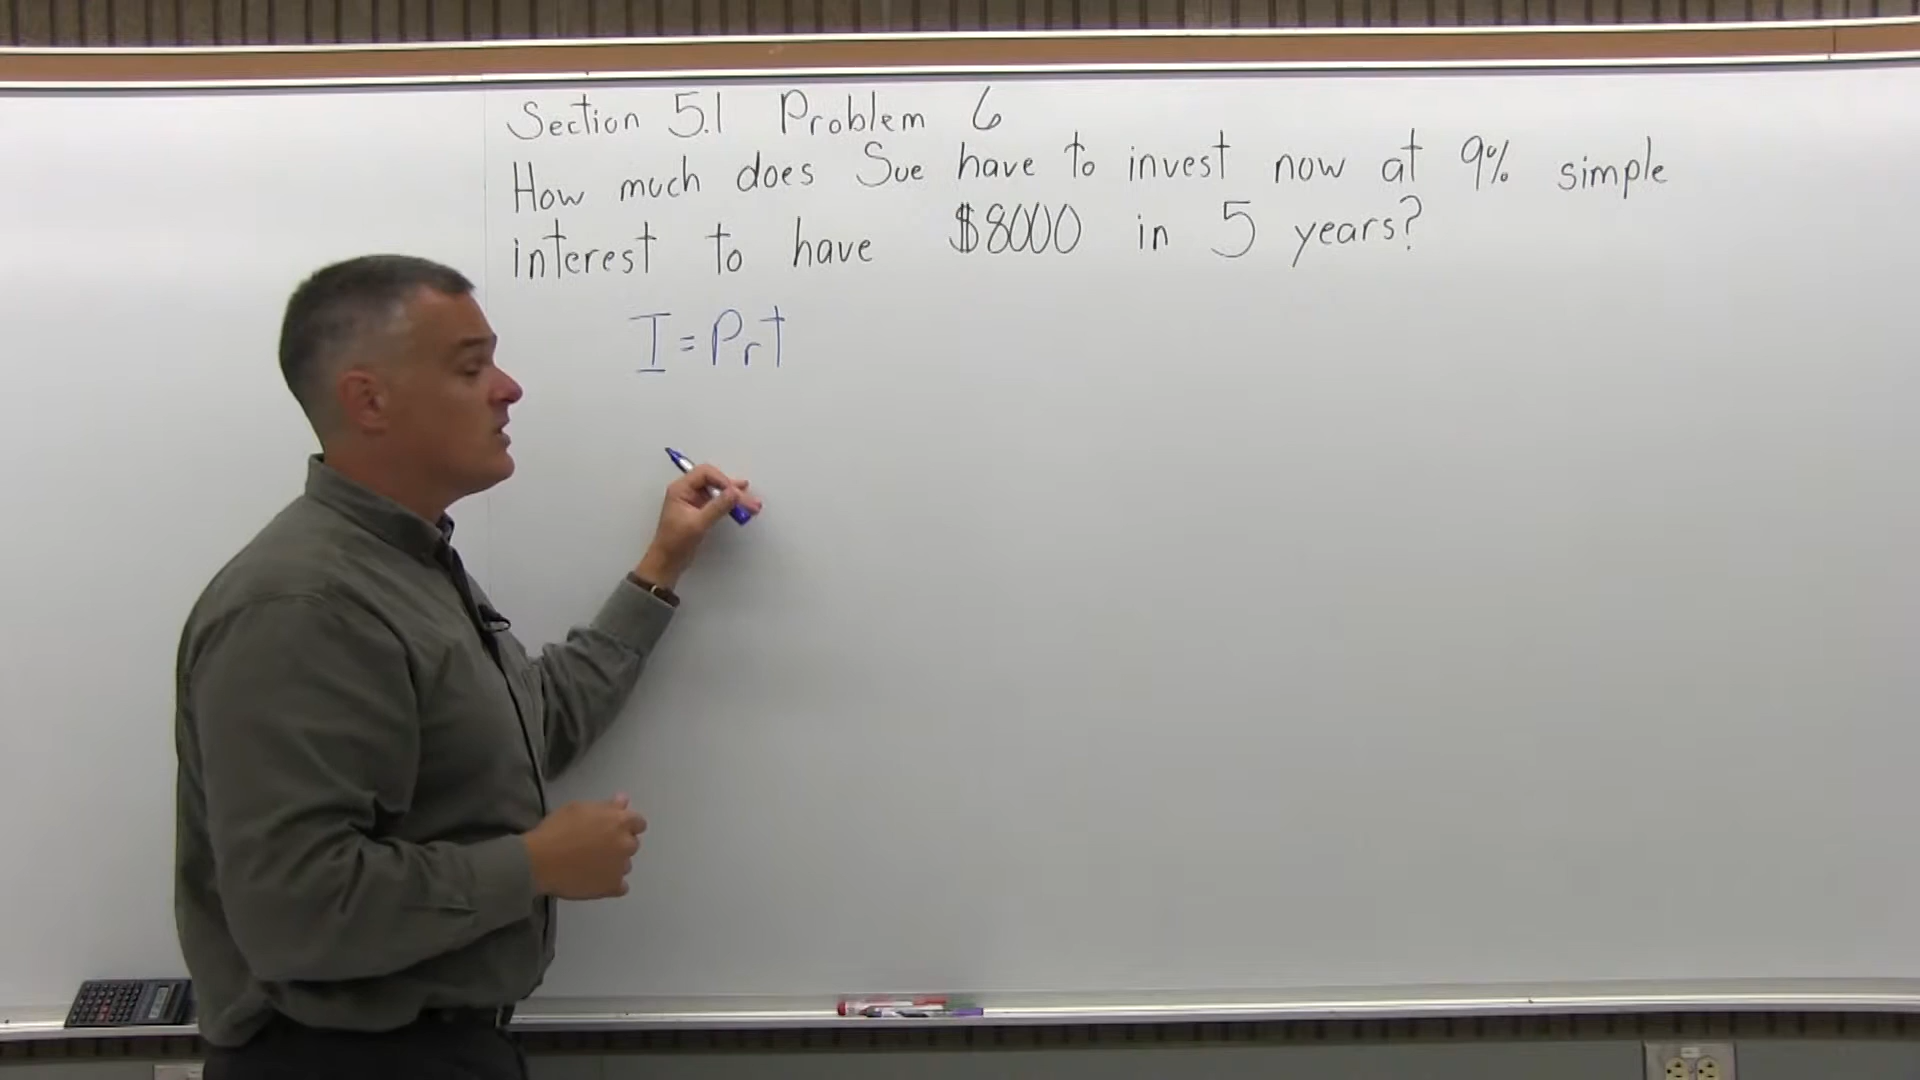 Section 5.1 Problem 6
How much does Sue have to invest now at 9% simple
interest to have $8000 in 5 years?
I = Prt